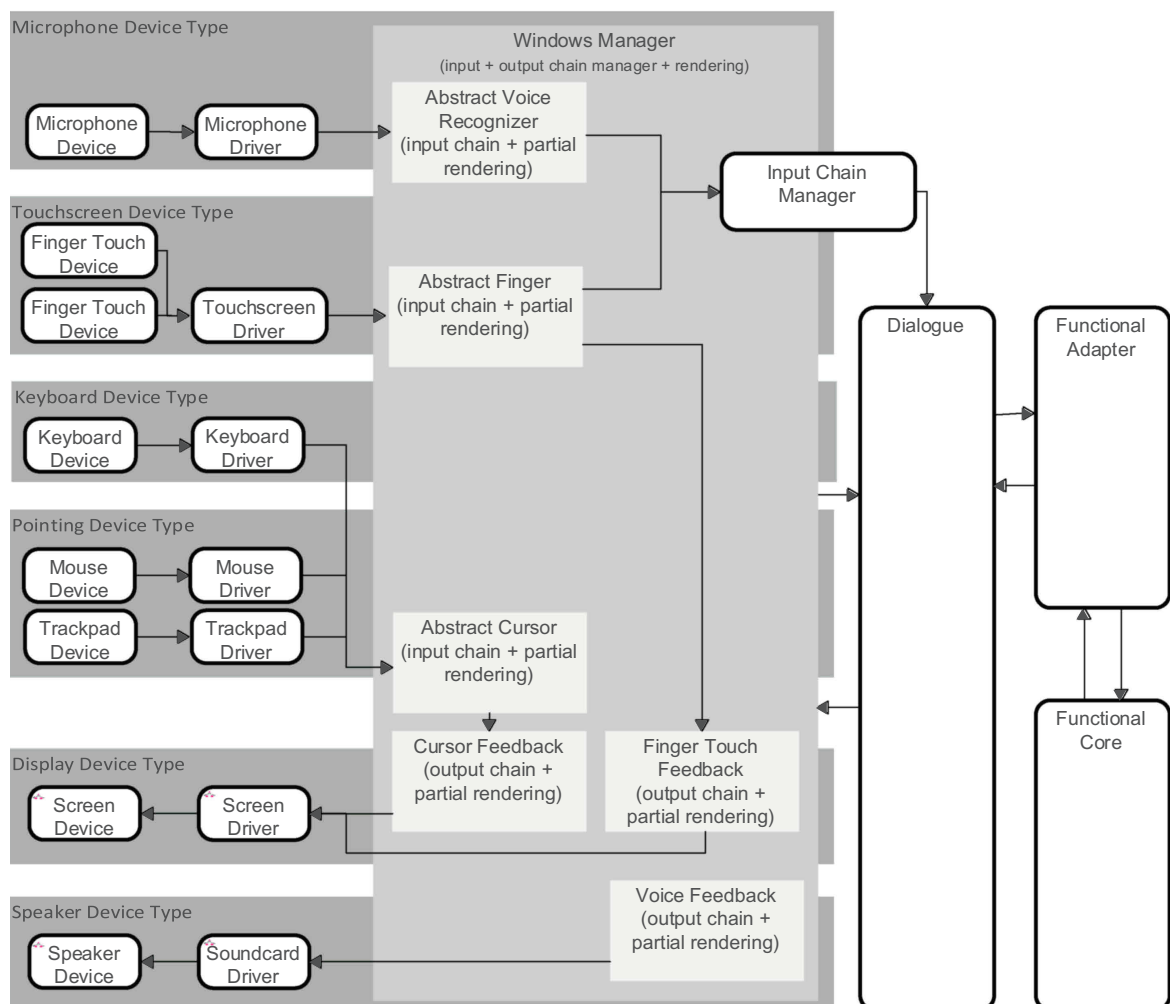 Microphone Device Type
Windows Manager
(input + output chain manager + rendering)
Microphone
Device
Microphone
Driver
Abstract Voice
Recognizer
(input chain + partial
rendering)
Input Chain
Manager
Touchscreen Device Type
Finger Touch
Device
Finger Touch
Device
Touchscreen
Driver
Abstract Finger
(input chain + partial
rendering)
Dialogue
Functional
Adapter
Keyboard Device Type
Keyboard
Device
Keyboard
Driver
Pointing Device Type
Mouse
Device
Mouse
Driver
Trackpad
Device
Trackpad
Driver
Abstract Cursor
(input chain + partial
rendering)
Functional
Core
Display Device Type
Screen
Device
Screen
Driver
Cursor Feedback
(output chain +
partial rendering)
Finger Touch
Feedback
(output chain +
partial rendering)
Speaker Device Type
Speaker
Device
Soundcard
Driver
Voice Feedback
(output chain +
partial rendering)